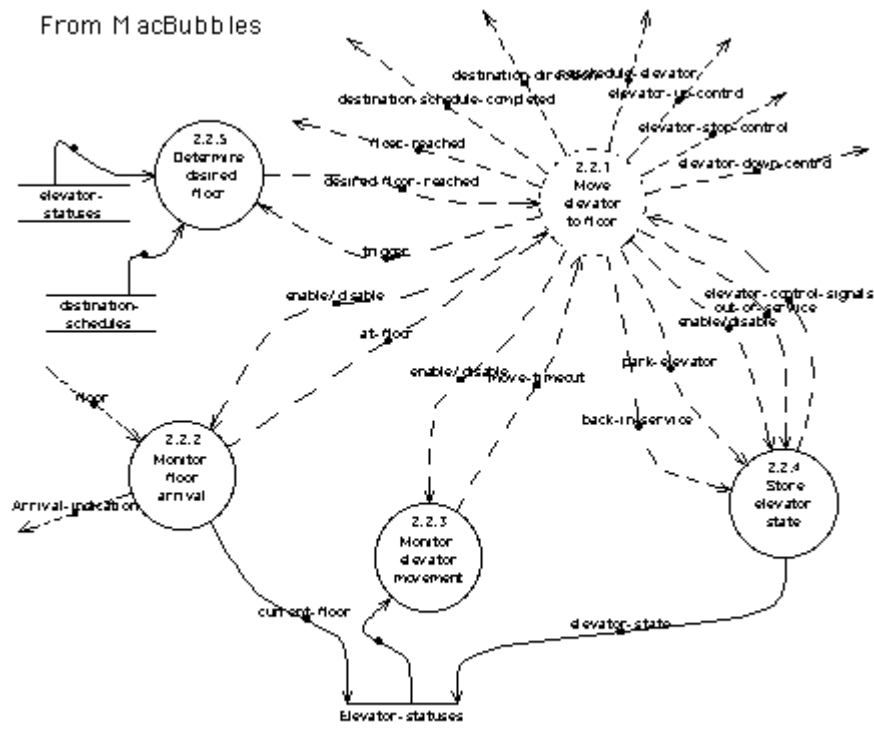 From MacBubbles
destination-direction
reschedule-elevator
destination-schedule-completed
elevator-up-control
elevator-stop-control
floor-reached
elevator-down-control
2.2.5
Determine
desired
floor
desired-floor-reached
2.2.1
Move
elevator
to floor
elevator-
statuses
trigger
destination-
schedules
enable/disable
at-floor
elevator-control-signals
out-of-service
enable/disable
park-elevator
enable/disable
move-timeout
back-in-service
floor
2.2.2
Monitor
floor
arrival
Arrival-indication
2.2.3
Monitor
elevator
movement
2.2.4
Store
elevator
state
current-floor
elevator-state
Elevator-statuses